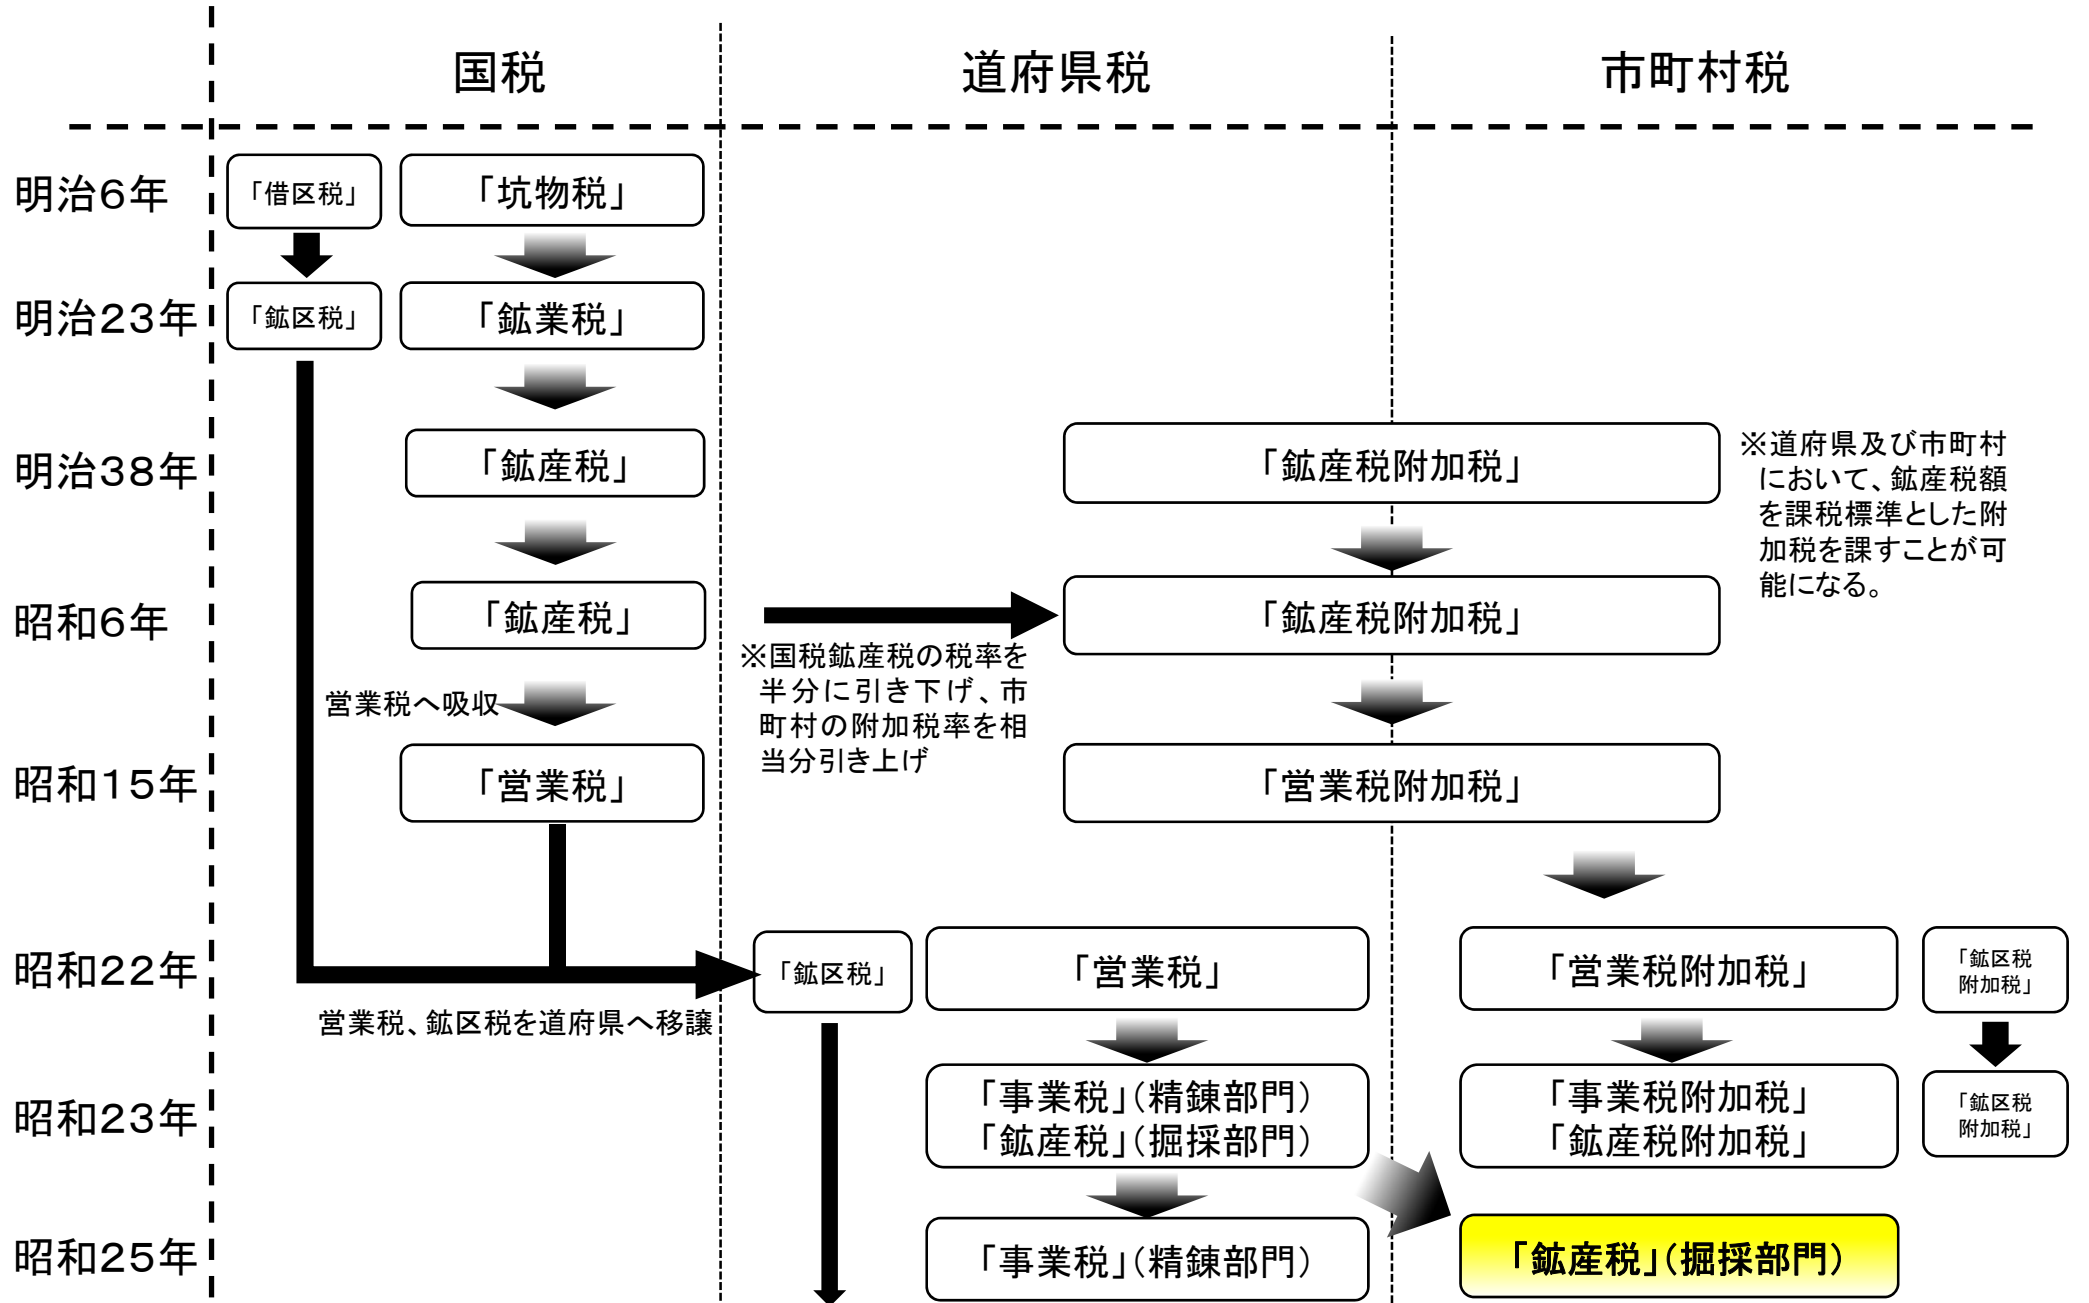 国税
道府県税
市町村税
明治6年
「借区税」
「坑物税」
明治23年
「鉱区税」
「鉱業税」
明治38年
「鉱産税」
「鉱産税附加税」
※道府県及び市町村
において、鉱産税額
を課税標準とした附
加税を課すことが可
能になる。
昭和6年
「鉱産税」
「鉱産税附加税」
※国税鉱産税の税率を
半分に引き下げ、市
町村の附加税率を相
当分引き上げ
営業税へ吸収
昭和15年
「営業税」
「営業税附加税」
昭和22年
「鉱区税」
「営業税」
「営業税附加税」
「鉱区税
附加税」
営業税、鉱区税を道府県へ移譲
昭和23年
「事業税」（精錬部門）
「鉱産税」（掘採部門）
「事業税附加税」
「鉱産税附加税」
「鉱区税
附加税」
昭和25年
「事業税」（精錬部門）
「鉱産税」（掘採部門）